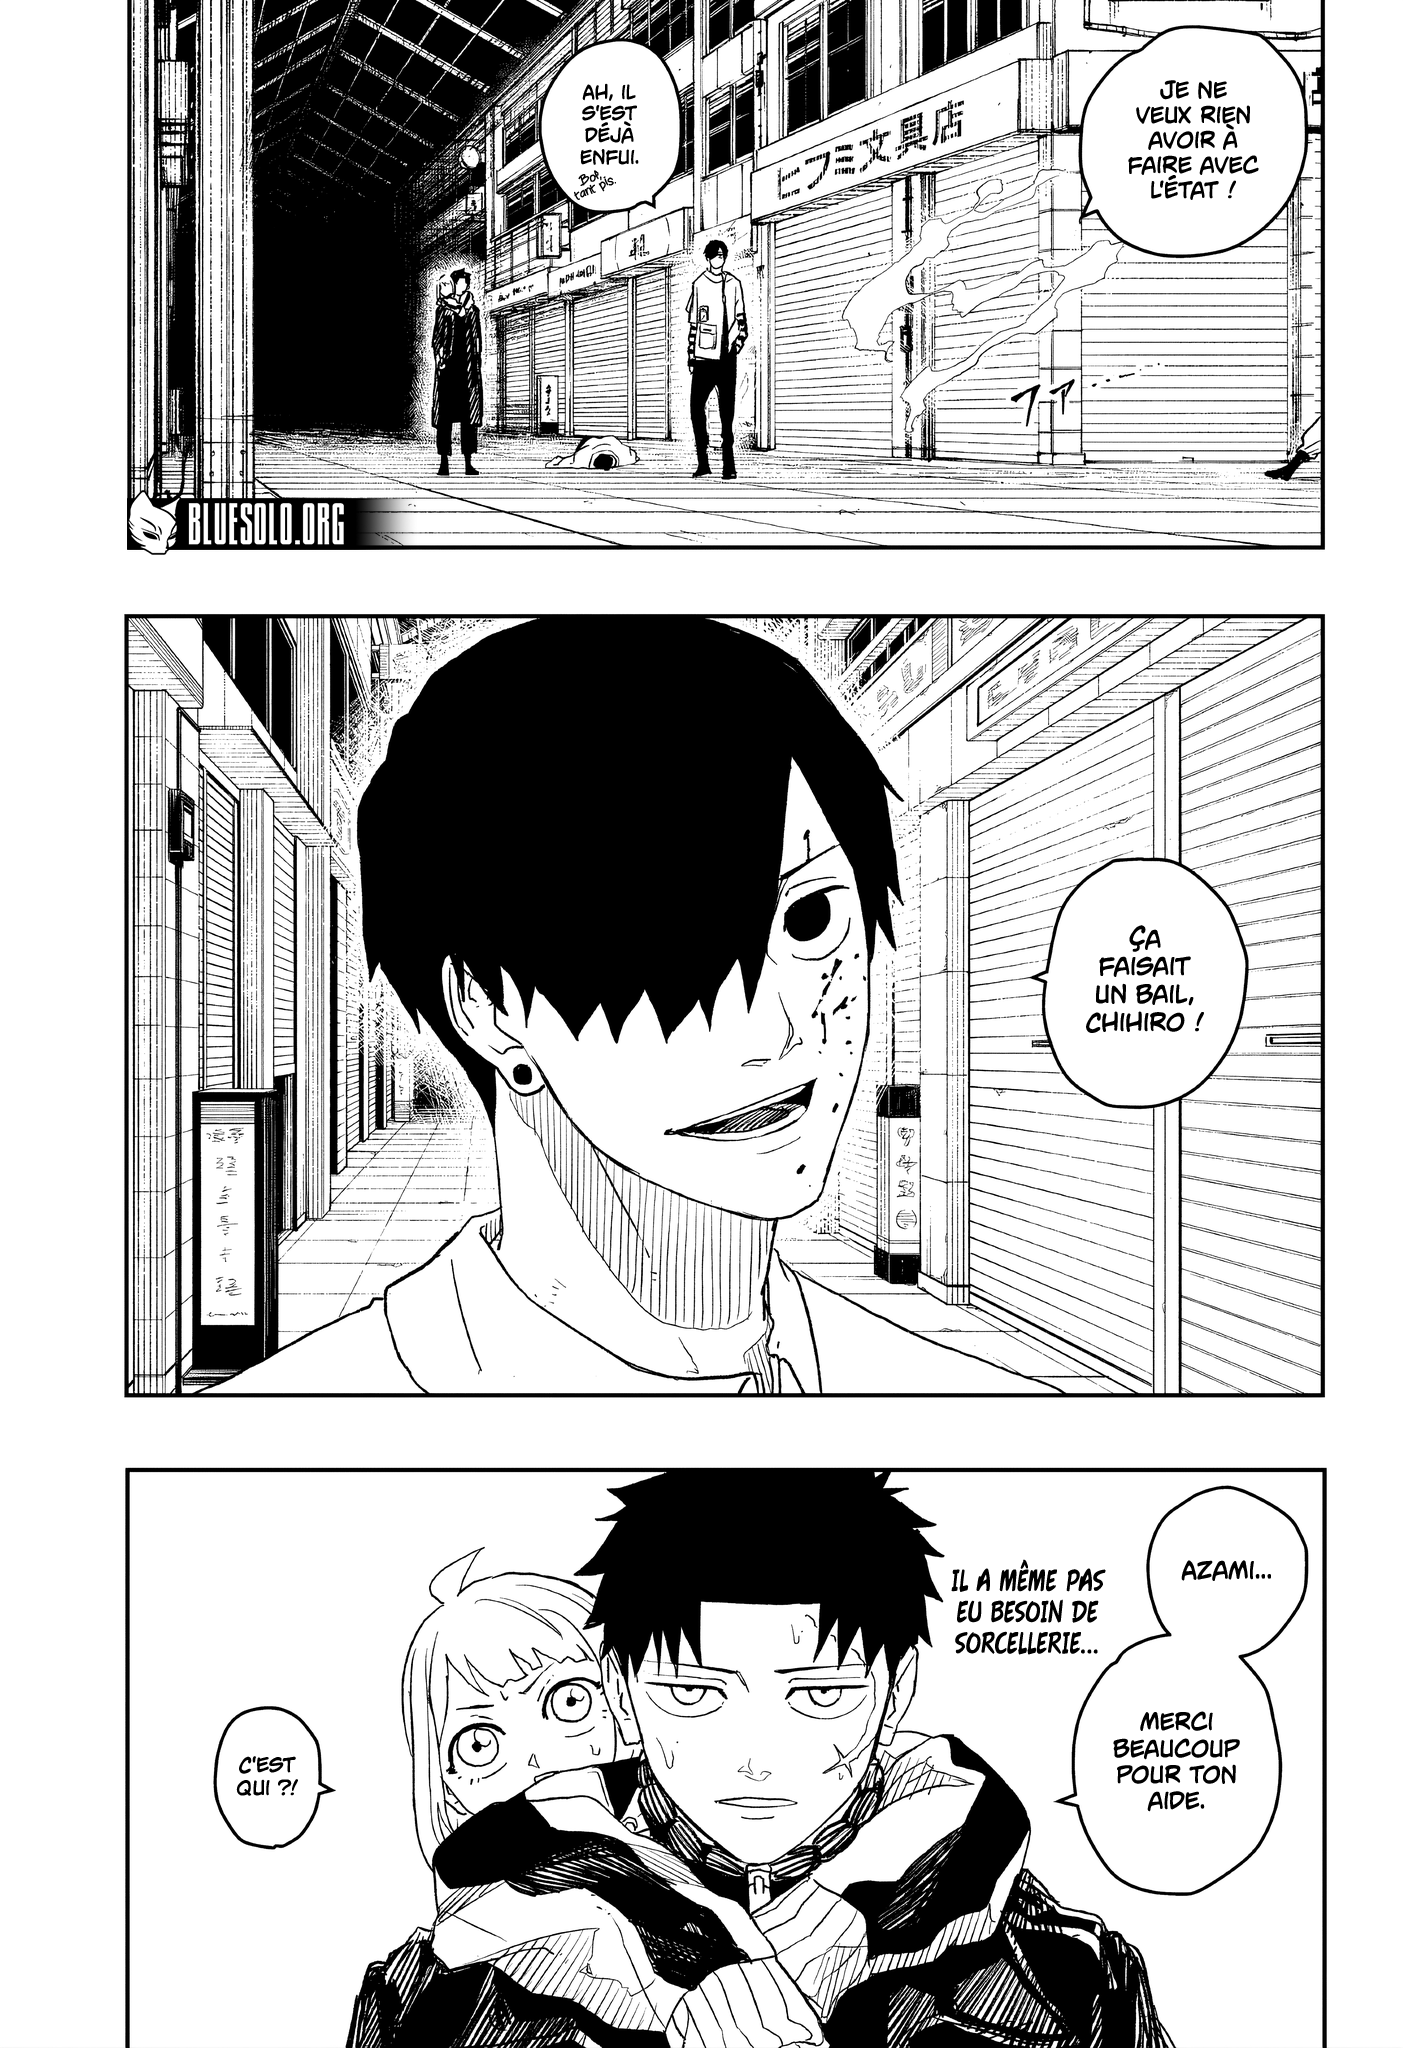 JE NE
VEUX RIEN
AVOIR À
FAIRE AVEC
L'ÉTAT !
AH, IL
S'EST
DÉJÀ
ENFUI.
Bof,
tant pis.
文具店
BLUESOLO.ORG
ÇA
FAISAIT
UN BAIL,
CHIHIRO !
AZAMI...
IL A MÊME PAS
EU BESOIN DE
SORCELLERIE...
MERCI
BEAUCOUP
POUR TON
AIDE.
C'EST
QUI ?!